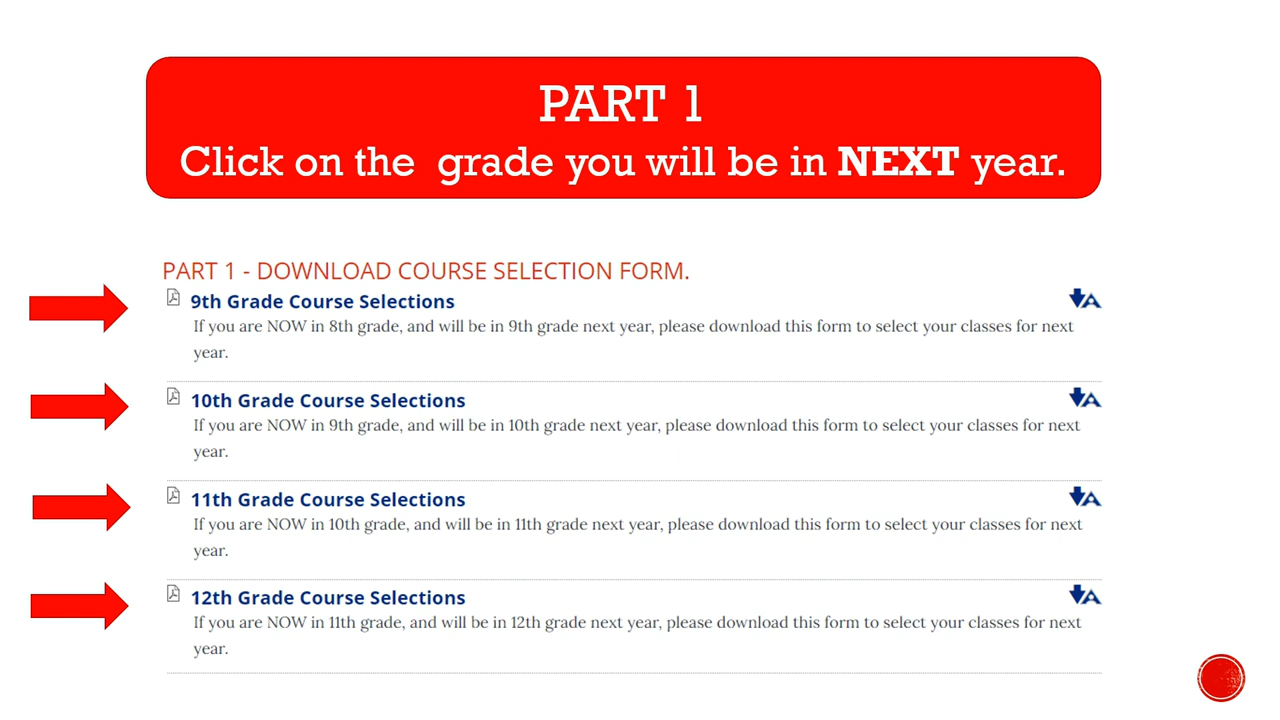 PART 1
Click on the grade you will be in NEXT year.
PART 1 - DOWNLOAD COURSE SELECTION FORM.
9th Grade Course Selections
If you are NOW in 8th grade, and will be in 9th grade next year, please download this form to select your classes for next
year.
10th Grade Course Selections
If you are NOW in 9th grade, and will be in 10th grade next year, please download this form to select your classes for next
year.
11th Grade Course Selections
If you are NOW in 10th grade, and will be in 11th grade next year, please download this form to select your classes for next
year.
12th Grade Course Selections
If you are NOW in 11th grade, and will be in 12th grade next year, please download this form to select your classes for next
year.